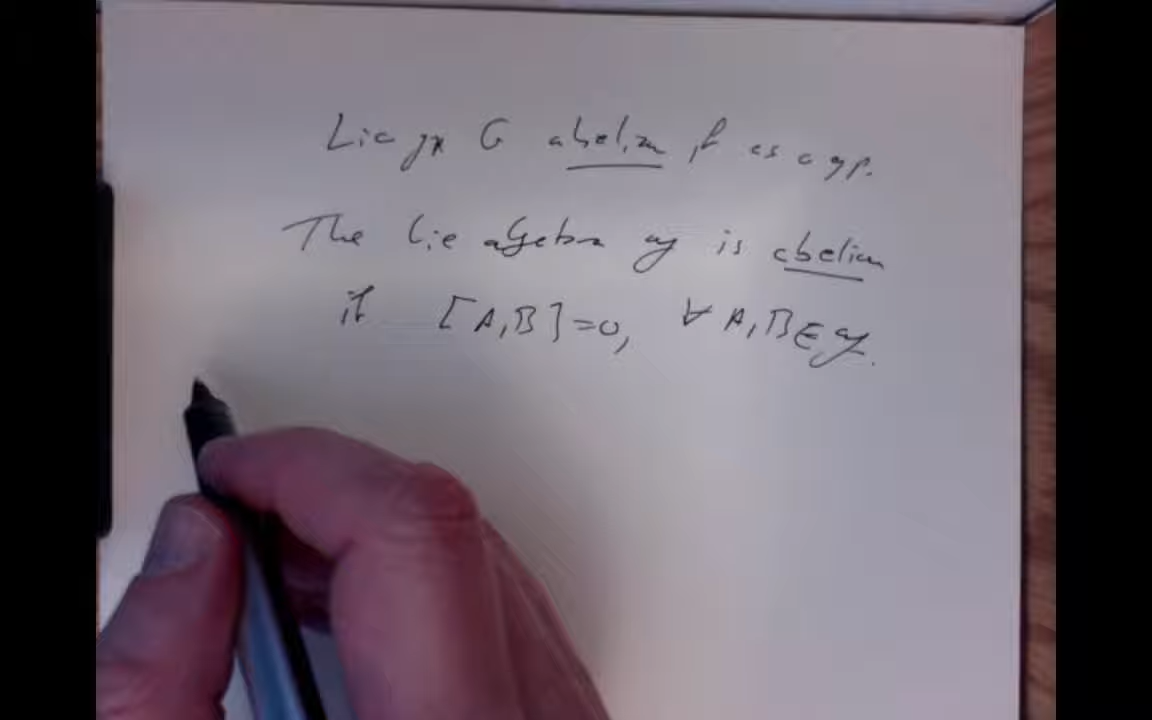 Lie gp G abelian if as a gp.
The Lie algebra 𝔤 is abelian
if [A,B]=0, ∀ A,B∈𝔤.